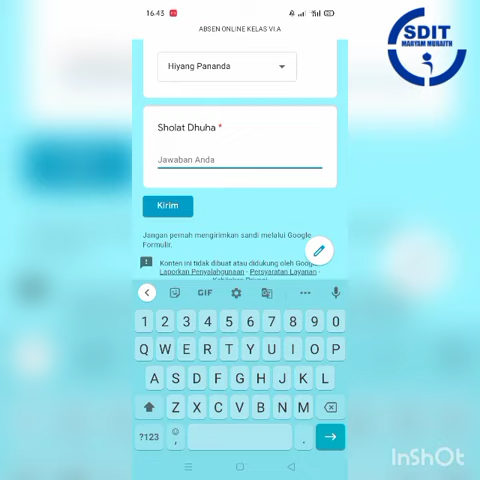 16.43
ABSEN ONLINE KELAS VI A
SDIT
MARYAM MUBAITH
Hiyang Pananda
Sholat Dhuha *
Jawaban Anda
Kirim
Jangan pernah mengirimkan sandi melalui Google
Formulir.
Konten ini tidak dibuat atau didukung oleh Goog
Laporkan Penyalahgunaan - Persyaratan Layanan -
GIF
1 2 3 4 5 6 7 8 9 0
Q W E R T Y U I O P
A S D F G H J K L
Z X C V B N M
?123 , .
InShOt